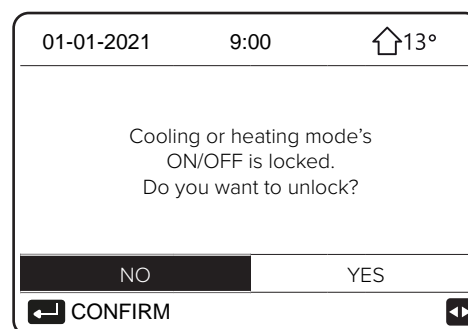 01-01-2021 9:00 13°
Cooling or heating mode's
ON/OFF is locked.
Do you want to unlock?
NO YES
CONFIRM